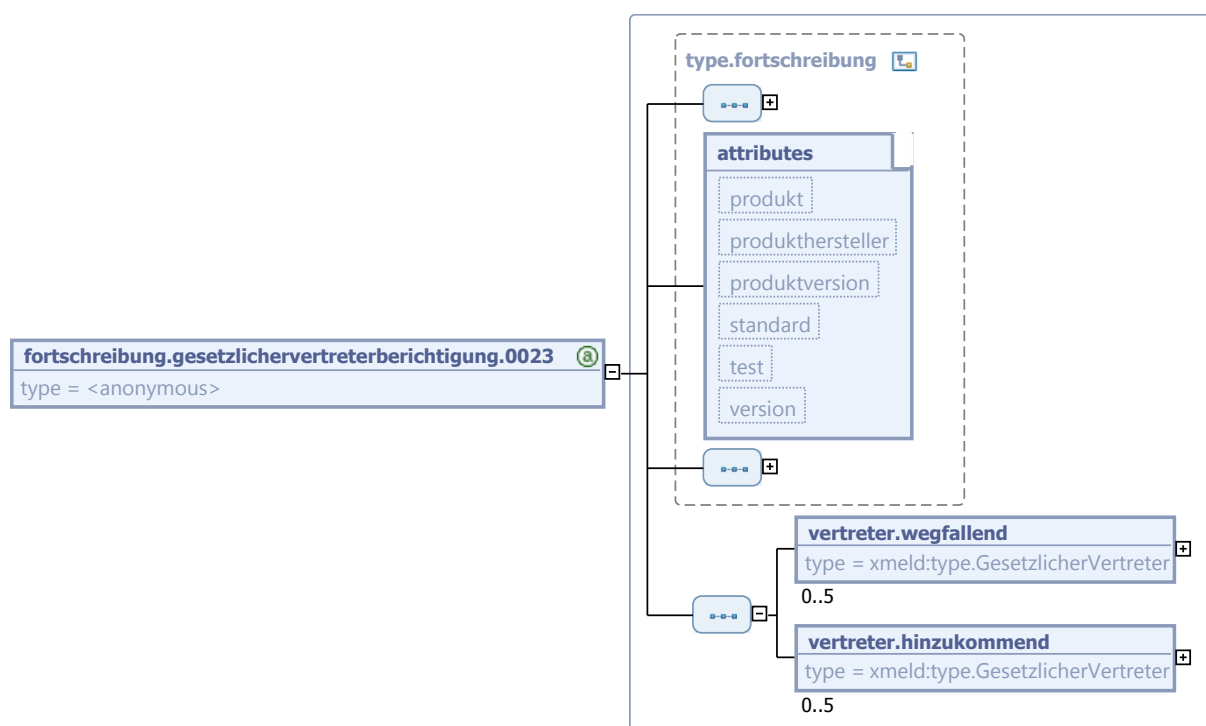 type.fortschreibung
attributes
produkt
produkthersteller
produktversion
standard
test
version
fortschreibung.gesetzlichervertreterberichtigung.0023
type = <anonymous>
vertreter.wegfallend
type = xmeld:type.GesetzlicherVertreter
0..5
vertreter.hinzukommend
type = xmeld:type.GesetzlicherVertreter
0..5